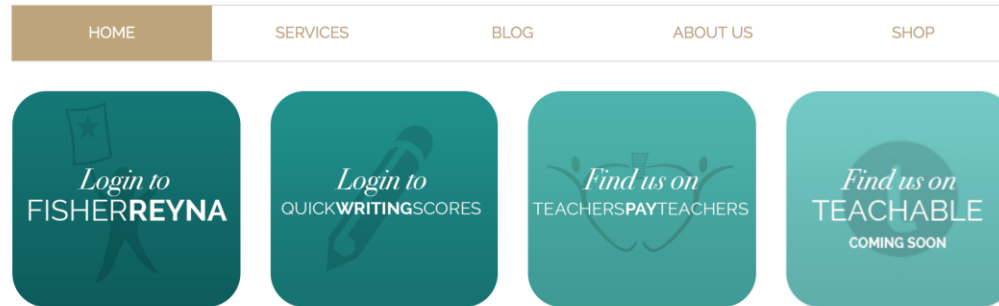 HOME
SERVICES
BLOG
ABOUT US
SHOP
Login to
FISHERREYNA
Login to
QUICKWRITINGSCORES
Find us on
TEACHERSPAYTEACHERS
Find us on
TEACHABLE
COMING SOON